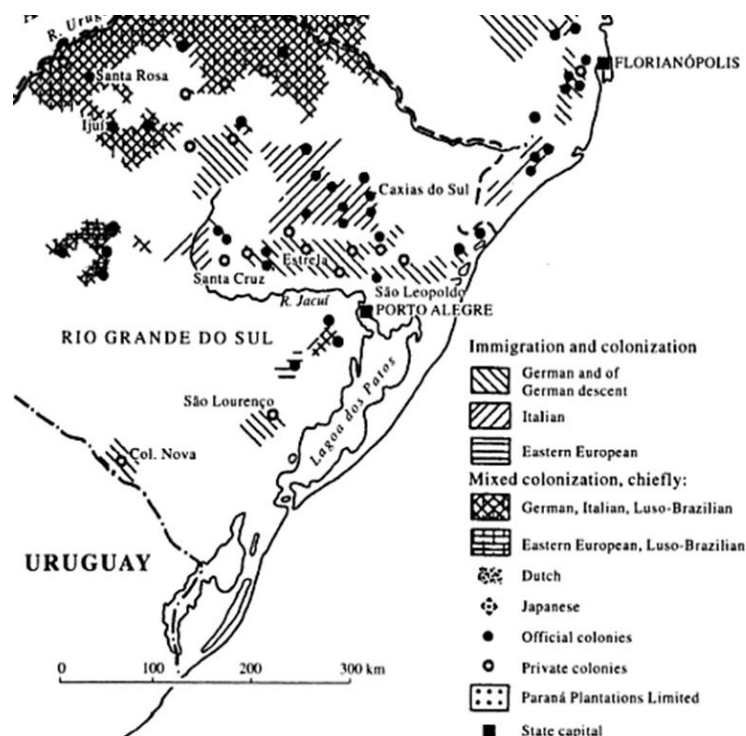 R. Urugu
Santa Rosa
FLORIANÓPOLIS
Ijuí
Caxias do Sul
Estrela
Santa Cruz
São Leopoldo
R. Jacuí
PORTO ALEGRE
RIO GRANDE DO SUL
São Lourenço
Lagoa dos Patos
Col. Nova
URUGUAY
0 100 200 300 km
Immigration and colonization
German and of
German descent
Italian
Eastern European
Mixed colonization, chiefly:
German, Italian, Luso-Brazilian
Eastern European, Luso-Brazilian
Dutch
Japanese
Official colonies
Private colonies
Paraná Plantations Limited
State capital